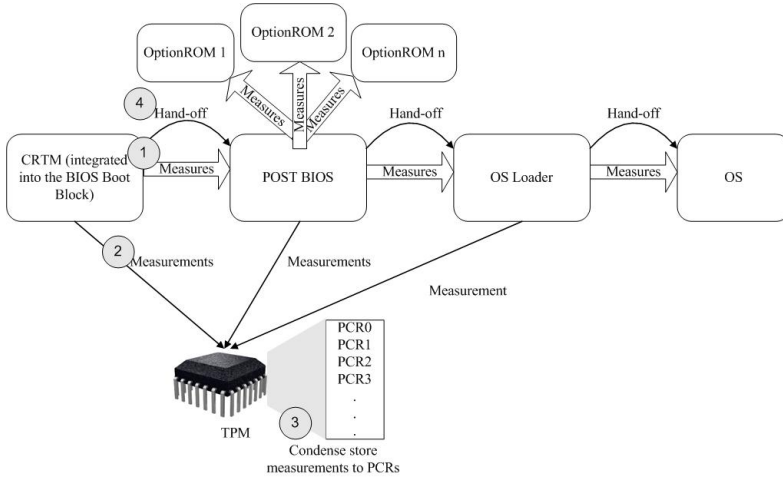 OptionROM 1
OptionROM 2
OptionROM n
Measures
Measures
Measures
4
Hand-off
Hand-off
Hand-off
1
CRTM (integrated
into the BIOS Boot
Block)
Measures
POST BIOS
Measures
OS Loader
Measures
OS
2
Measurements
Measurements
Measurement
PCR0
PCR1
PCR2
PCR3
.
.
.
3
TPM
Condense store
measurements to PCRs